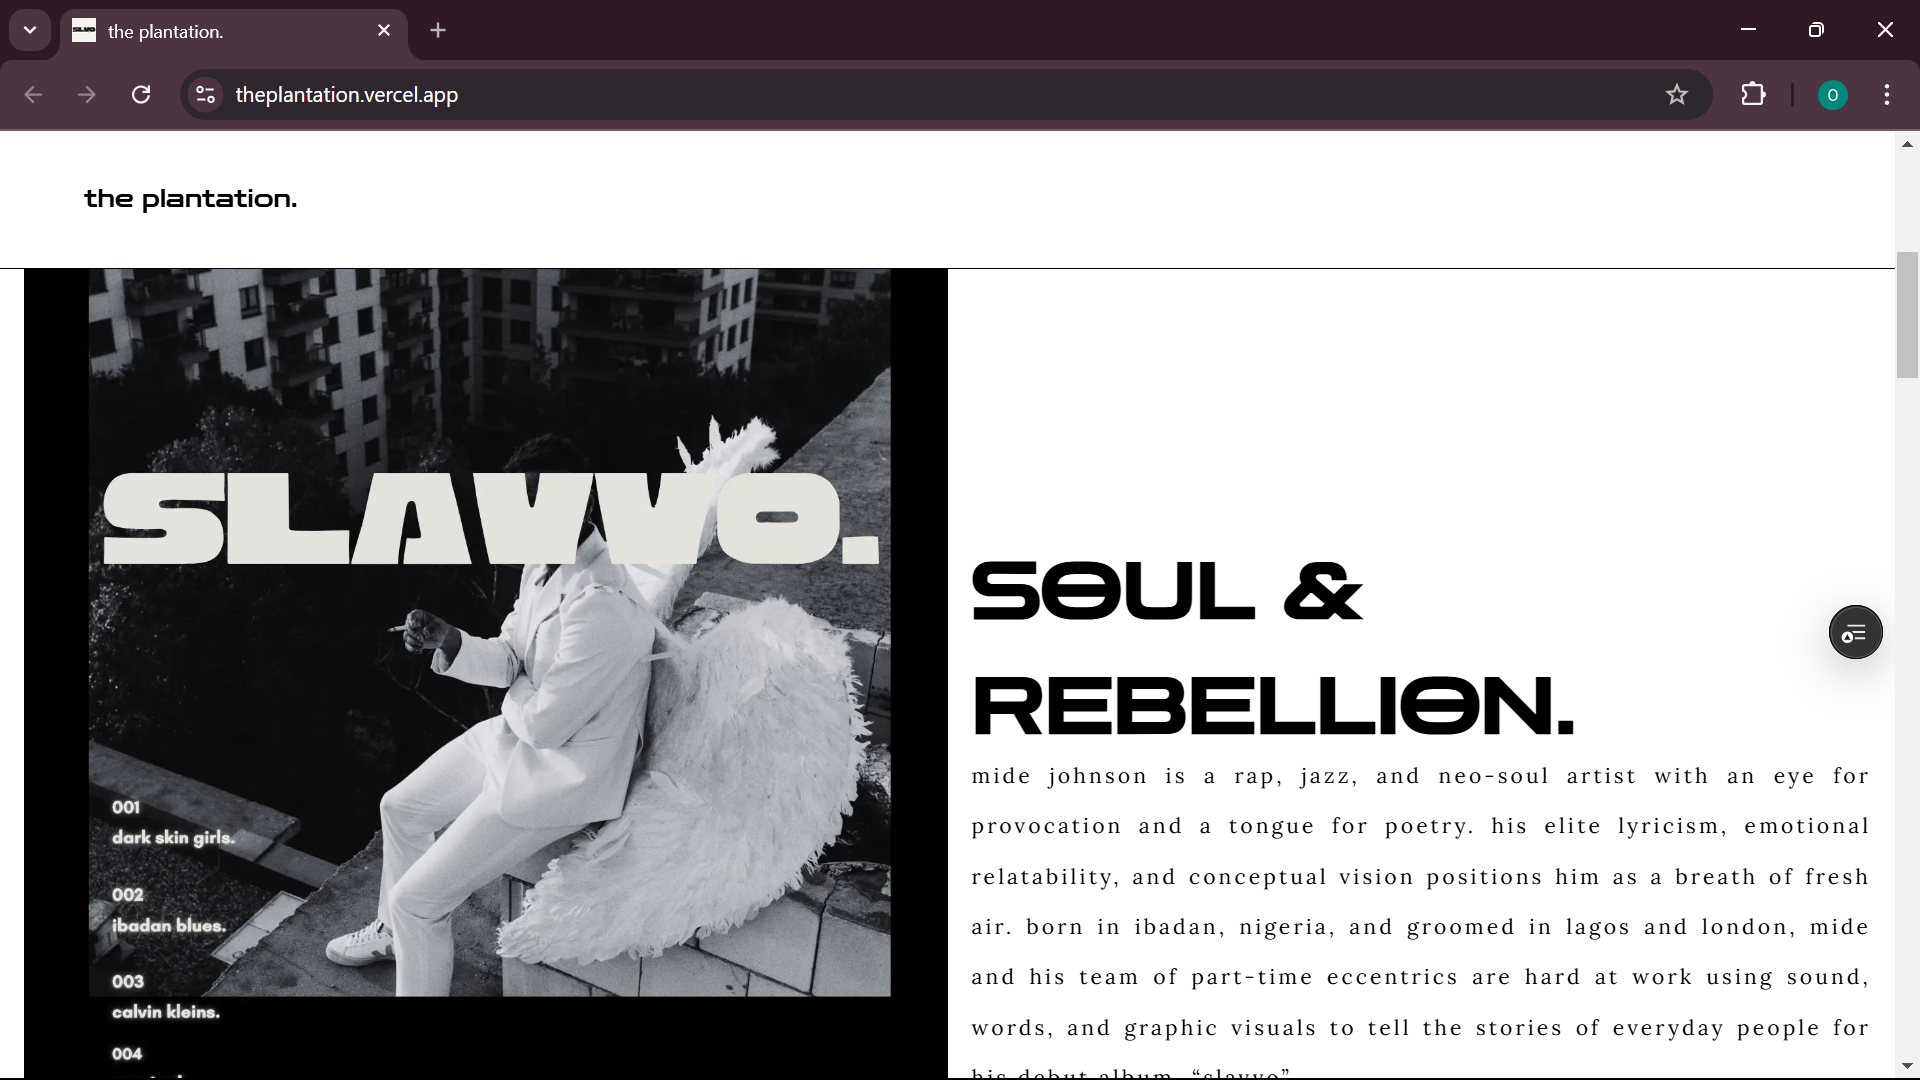 the plantation.
theplantation.vercel.app
O
the plantation.
SLAVVO.
001
dark skin girls.
002
ibadan blues.
003
calvin kleins.
004
SOUL &
REBELLION.
mide johnson is a rap, jazz, and neo-soul artist with an eye for
provocation and a tongue for poetry. his elite lyricism, emotional
relatability, and conceptual vision positions him as a breath of fresh
air. born in ibadan, nigeria, and groomed in lagos and london, mide
and his team of part-time eccentrics are hard at work using sound,
words, and graphic visuals to tell the stories of everyday people for
his debut album, “slavvo”